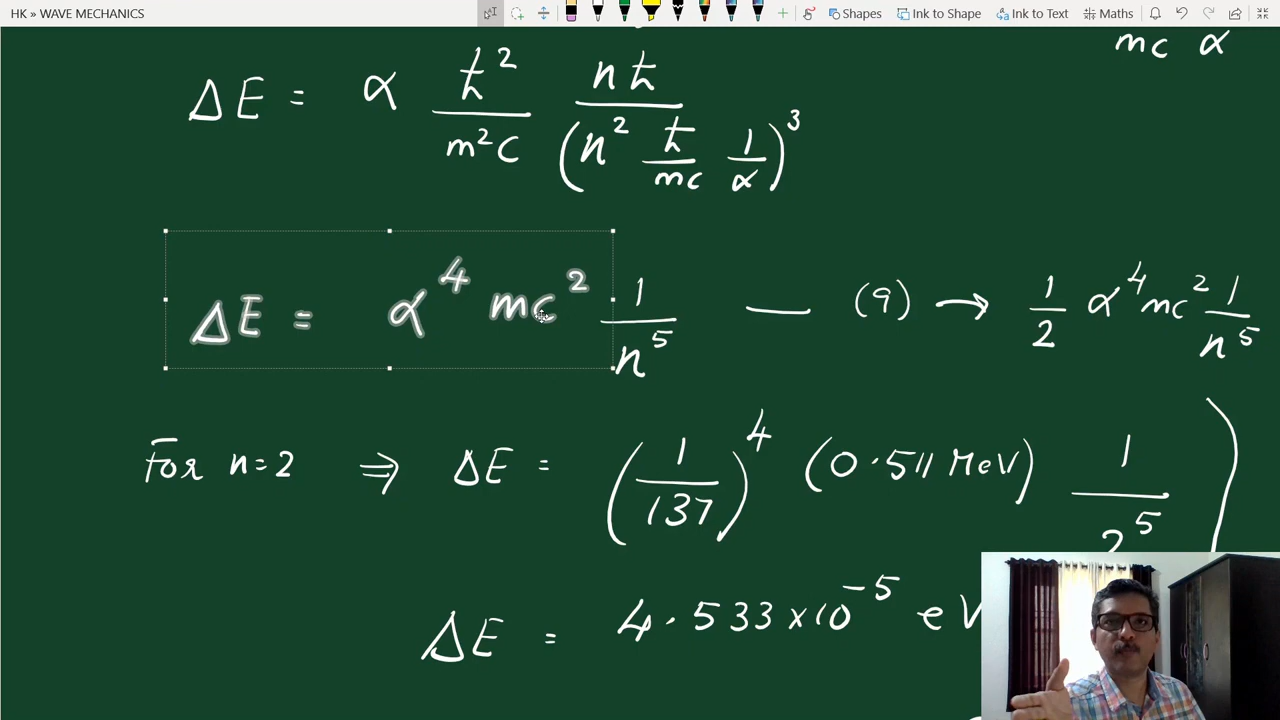 HK » WAVE MECHANICS
Shapes Ink to Shape Ink to Text Maths
mc α
ΔE = α ħ²/m²c nħ/(n² ħ/mc 1/α)³
ΔE = α⁴ mc² 1/n⁵ — (9) → 1/2 α⁴mc² 1/n⁵
For n=2 ⇒ ΔE = (1/137)⁴ (0.511 MeV) 1/2⁵
ΔE = 4.533×10⁻⁵ eV